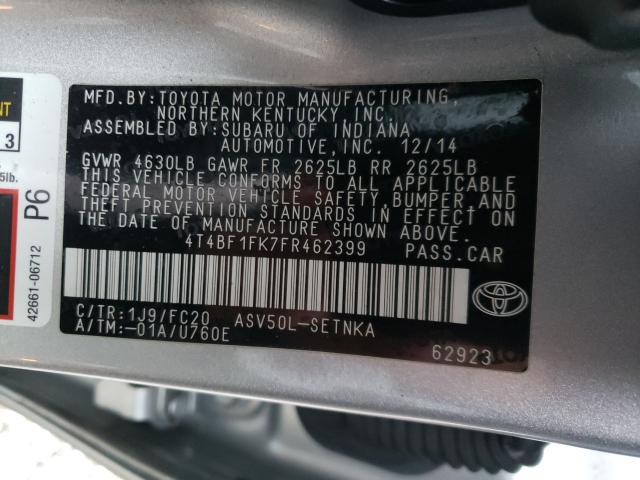 NT
3
5lb.
P6
42661-06712
MFD.BY:TOYOTA MOTOR MANUFACTURING,
NORTHERN KENTUCKY,INC.
ASSEMBLED BY:SUBARU OF INDIANA
AUTOMOTIVE,INC. 12/14
GVWR 4630LB GAWR FR 2625LB RR 2625LB
THIS VEHICLE CONFORMS TO ALL APPLICABLE
FEDERAL MOTOR VEHICLE SAFETY,BUMPER,AND
THEFT PREVENTION STANDARDS IN EFFECT ON
THE DATE OF MANUFACTURE SHOWN ABOVE.
4T4BF1FK7FR462399 PASS.CAR
C/TR:1J9/FC20 ASV50L-SETNKA
A/TM:-01A/U760E
62923